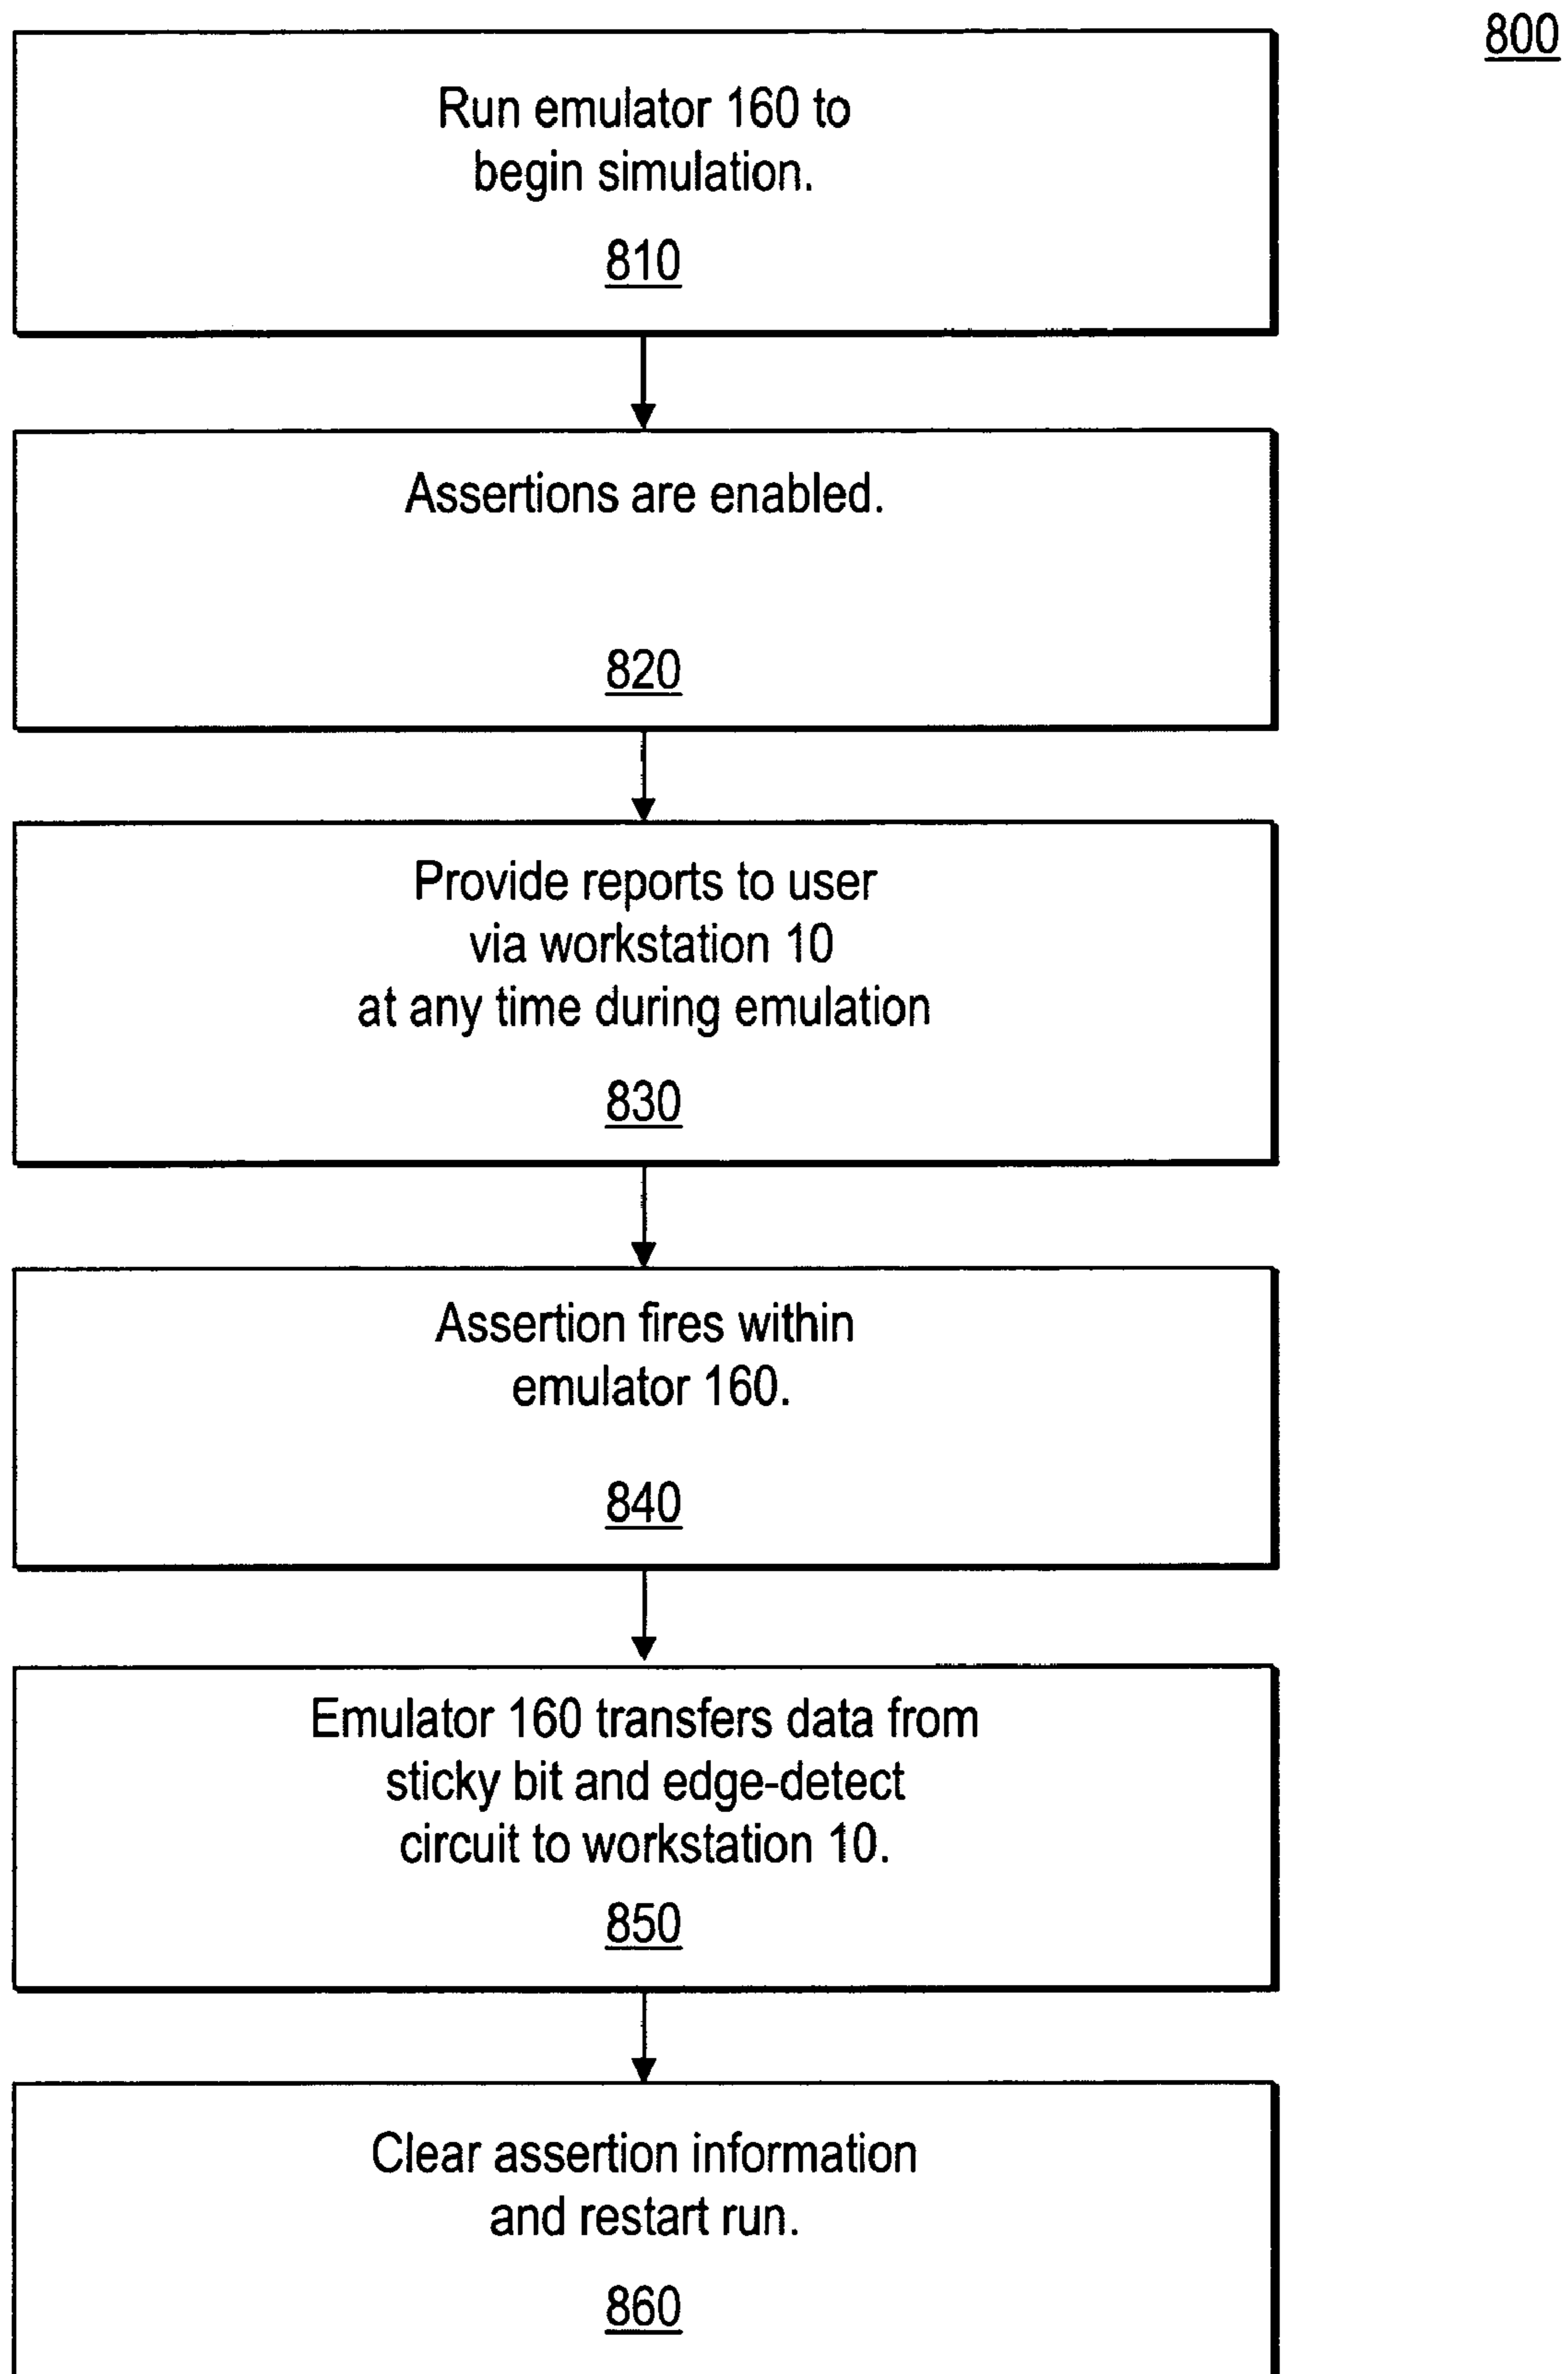 800
Run emulator 160 to
begin simulation.
810
Assertions are enabled.
820
Provide reports to user
via workstation 10
at any time during emulation
830
Assertion fires within
emulator 160.
840
Emulator 160 transfers data from
sticky bit and edge-detect
circuit to workstation 10.
850
Clear assertion information
and restart run.
860